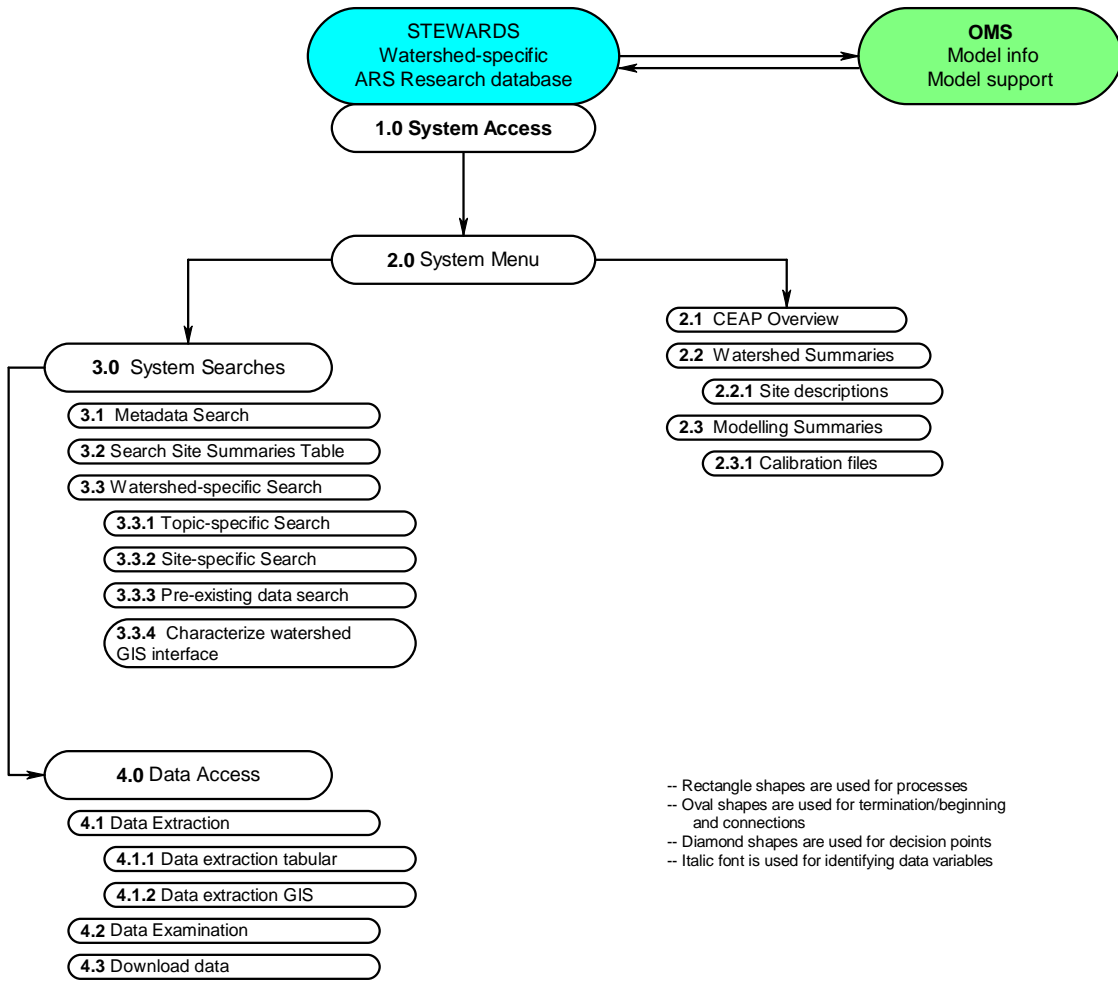 STEWARDS
Watershed-specific
ARS Research database
OMS
Model info
Model support
1.0 System Access
2.0 System Menu
2.1 CEAP Overview
2.2 Watershed Summaries
2.2.1 Site descriptions
2.3 Modelling Summaries
2.3.1 Calibration files
3.0 System Searches
3.1 Metadata Search
3.2 Search Site Summaries Table
3.3 Watershed-specific Search
3.3.1 Topic-specific Search
3.3.2 Site-specific Search
3.3.3 Pre-existing data search
3.3.4 Characterize watershed
GIS interface
4.0 Data Access
4.1 Data Extraction
4.1.1 Data extraction tabular
4.1.2 Data extraction GIS
4.2 Data Examination
4.3 Download data
-- Rectangle shapes are used for processes
-- Oval shapes are used for termination/beginning
and connections
-- Diamond shapes are used for decision points
-- Italic font is used for identifying data variables